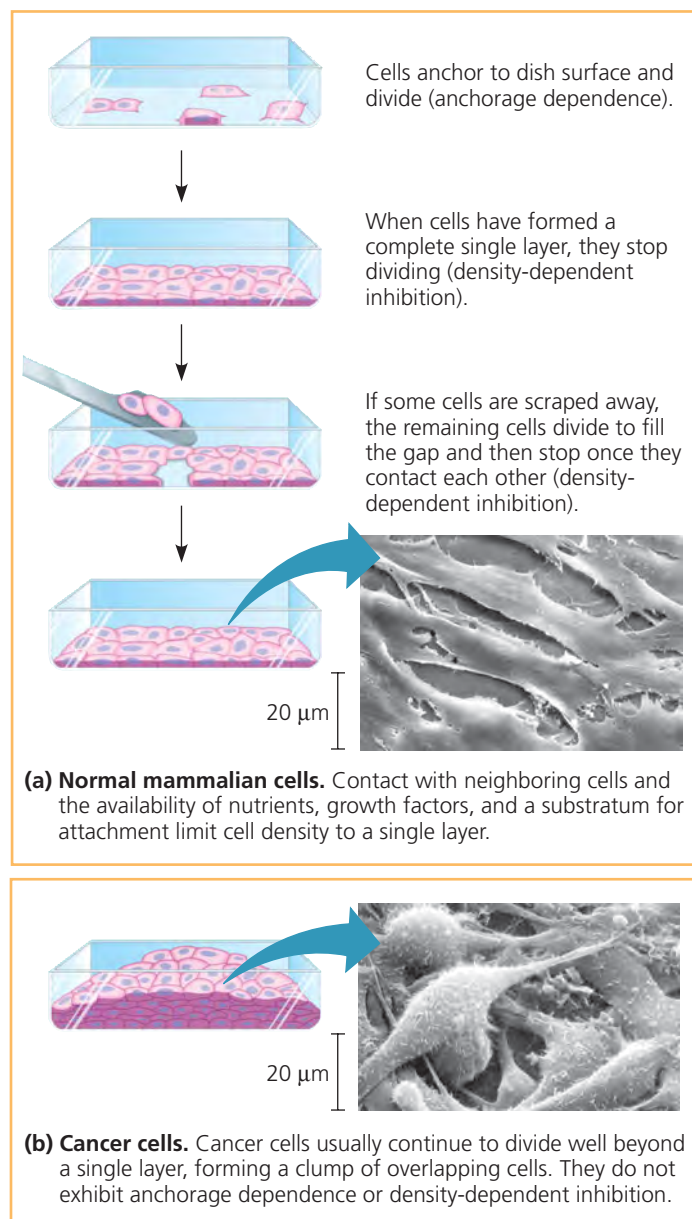 Cells anchor to dish surface and
divide (anchorage dependence).
When cells have formed a
complete single layer, they stop
dividing (density-dependent
inhibition).
If some cells are scraped away,
the remaining cells divide to fill
the gap and then stop once they
contact each other (density-
dependent inhibition).
20 μm
(a) Normal mammalian cells. Contact with neighboring cells and
the availability of nutrients, growth factors, and a substratum for
attachment limit cell density to a single layer.
20 μm
(b) Cancer cells. Cancer cells usually continue to divide well beyond
a single layer, forming a clump of overlapping cells. They do not
exhibit anchorage dependence or density-dependent inhibition.